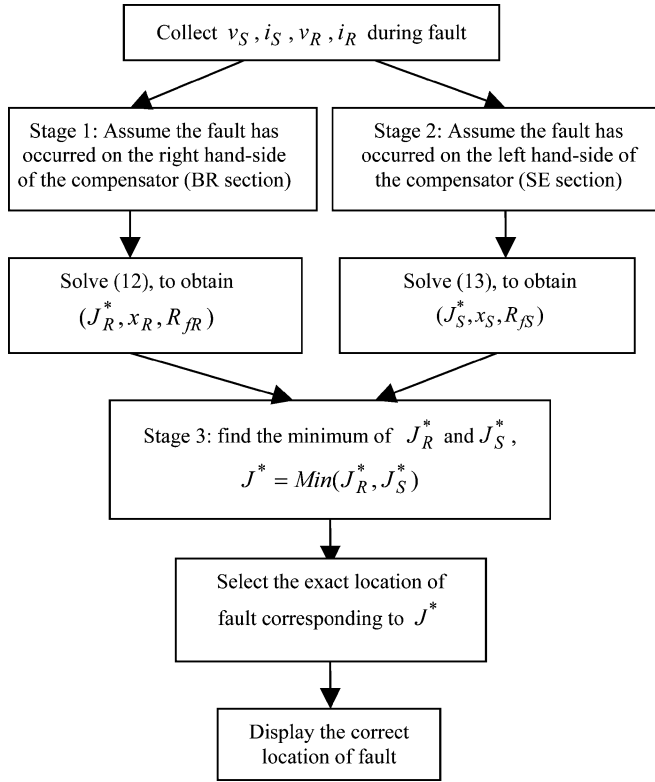 Collect v_S, i_S, v_R, i_R during fault
Stage 1: Assume the fault has
occurred on the right hand-side
of the compensator (BR section)
Stage 2: Assume the fault has
occurred on the left hand-side of
the compensator (SE section)
Solve (12), to obtain
(J_R^*, x_R, R_{fR})
Solve (13), to obtain
(J_S^*, x_S, R_{fS})
Stage 3: find the minimum of J_R^* and J_S^*,
J^* = Min(J_R^*, J_S^*)
Select the exact location of
fault corresponding to J^*
Display the correct
location of fault